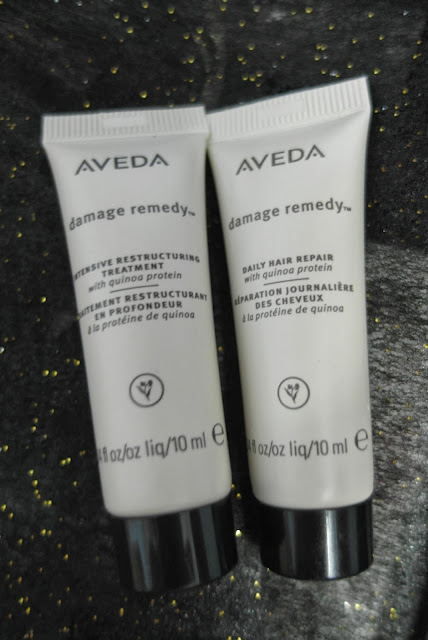 AVEDA
damage remedy™
INTENSIVE RESTRUCTURING
TREATMENT
with quinoa protein
TRAITEMENT RESTRUCTURANT
EN PROFONDEUR
à la protéine de quinoa
.4 fl oz/oz liq/10 ml ℮
AVEDA
damage remedy™
DAILY HAIR REPAIR
with quinoa protein
RÉPARATION JOURNALIÈRE
DES CHEVEUX
à la protéine de quinoa
.4 fl oz/oz liq/10 ml ℮